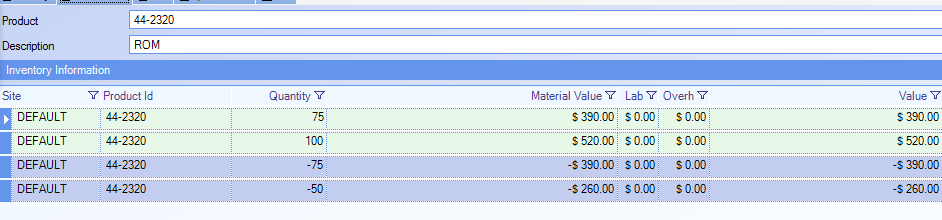 Product 44-2320
Description ROM
Inventory Information
Site Product Id Quantity Material Value Lab Overh Value
DEFAULT 44-2320 75 $ 390.00 $ 0.00 $ 0.00 $ 390.00
DEFAULT 44-2320 100 $ 520.00 $ 0.00 $ 0.00 $ 520.00
DEFAULT 44-2320 -75 -$ 390.00 $ 0.00 $ 0.00 -$ 390.00
DEFAULT 44-2320 -50 -$ 260.00 $ 0.00 $ 0.00 -$ 260.00